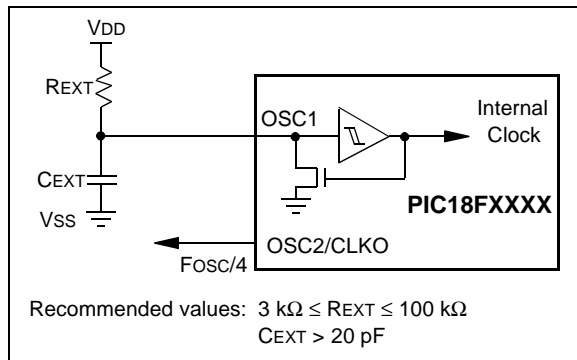 VDD
REXT
CEXT
VSS
OSC1
Internal
Clock
PIC18FXXXX
OSC2/CLKO
FOSC/4
Recommended values: 3 kΩ ≤ REXT ≤ 100 kΩ
CEXT > 20 pF